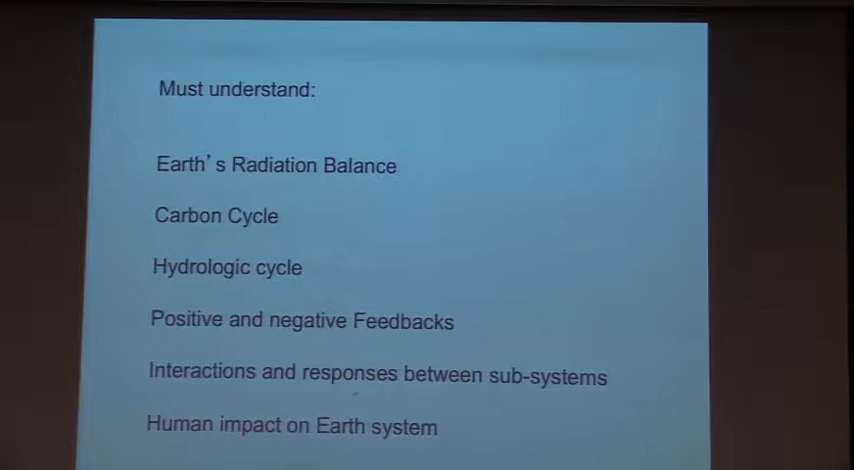 Must understand:
Earth's Radiation Balance
Carbon Cycle
Hydrologic cycle
Positive and negative Feedbacks
Interactions and responses between sub-systems
Human impact on Earth system